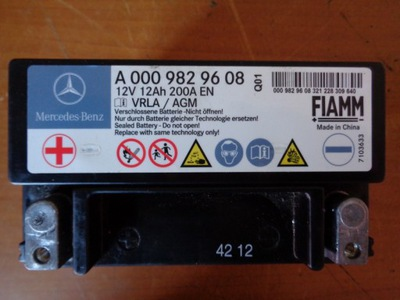 Mercedes-Benz
A 000 982 96 08
12V 12Ah 200A EN
VRLA / AGM
Verschlossene Batterie -Nicht öffnen!
Nur durch Batterie gleicher Technologie ersetzen!
Sealed Battery - Do not open!
Replace with same technology only!
Q01
000 982 96 08 321 228 309 640
FIAMM
Made in China
7103633
42 12